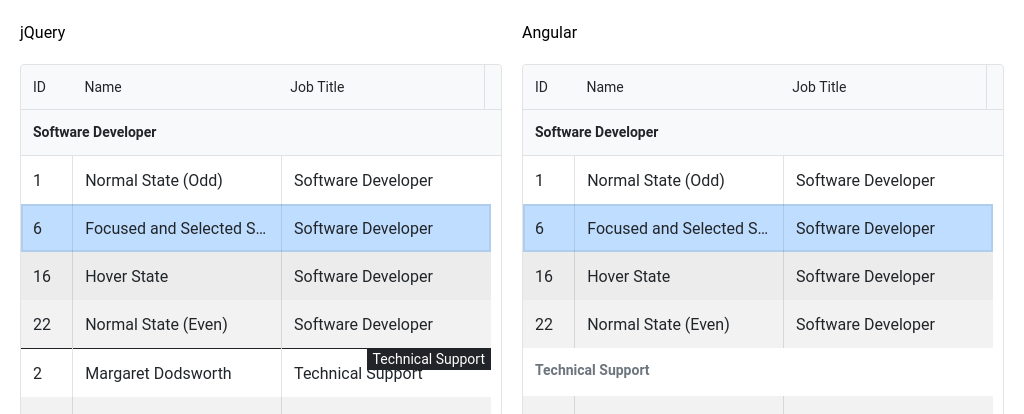 jQuery
ID Name Job Title
Software Developer
1 Normal State (Odd) Software Developer
6 Focused and Selected S... Software Developer
16 Hover State Software Developer
22 Normal State (Even) Software Developer
Technical Support
2 Margaret Dodsworth Technical Support
Angular
ID Name Job Title
Software Developer
1 Normal State (Odd) Software Developer
6 Focused and Selected S... Software Developer
16 Hover State Software Developer
22 Normal State (Even) Software Developer
Technical Support